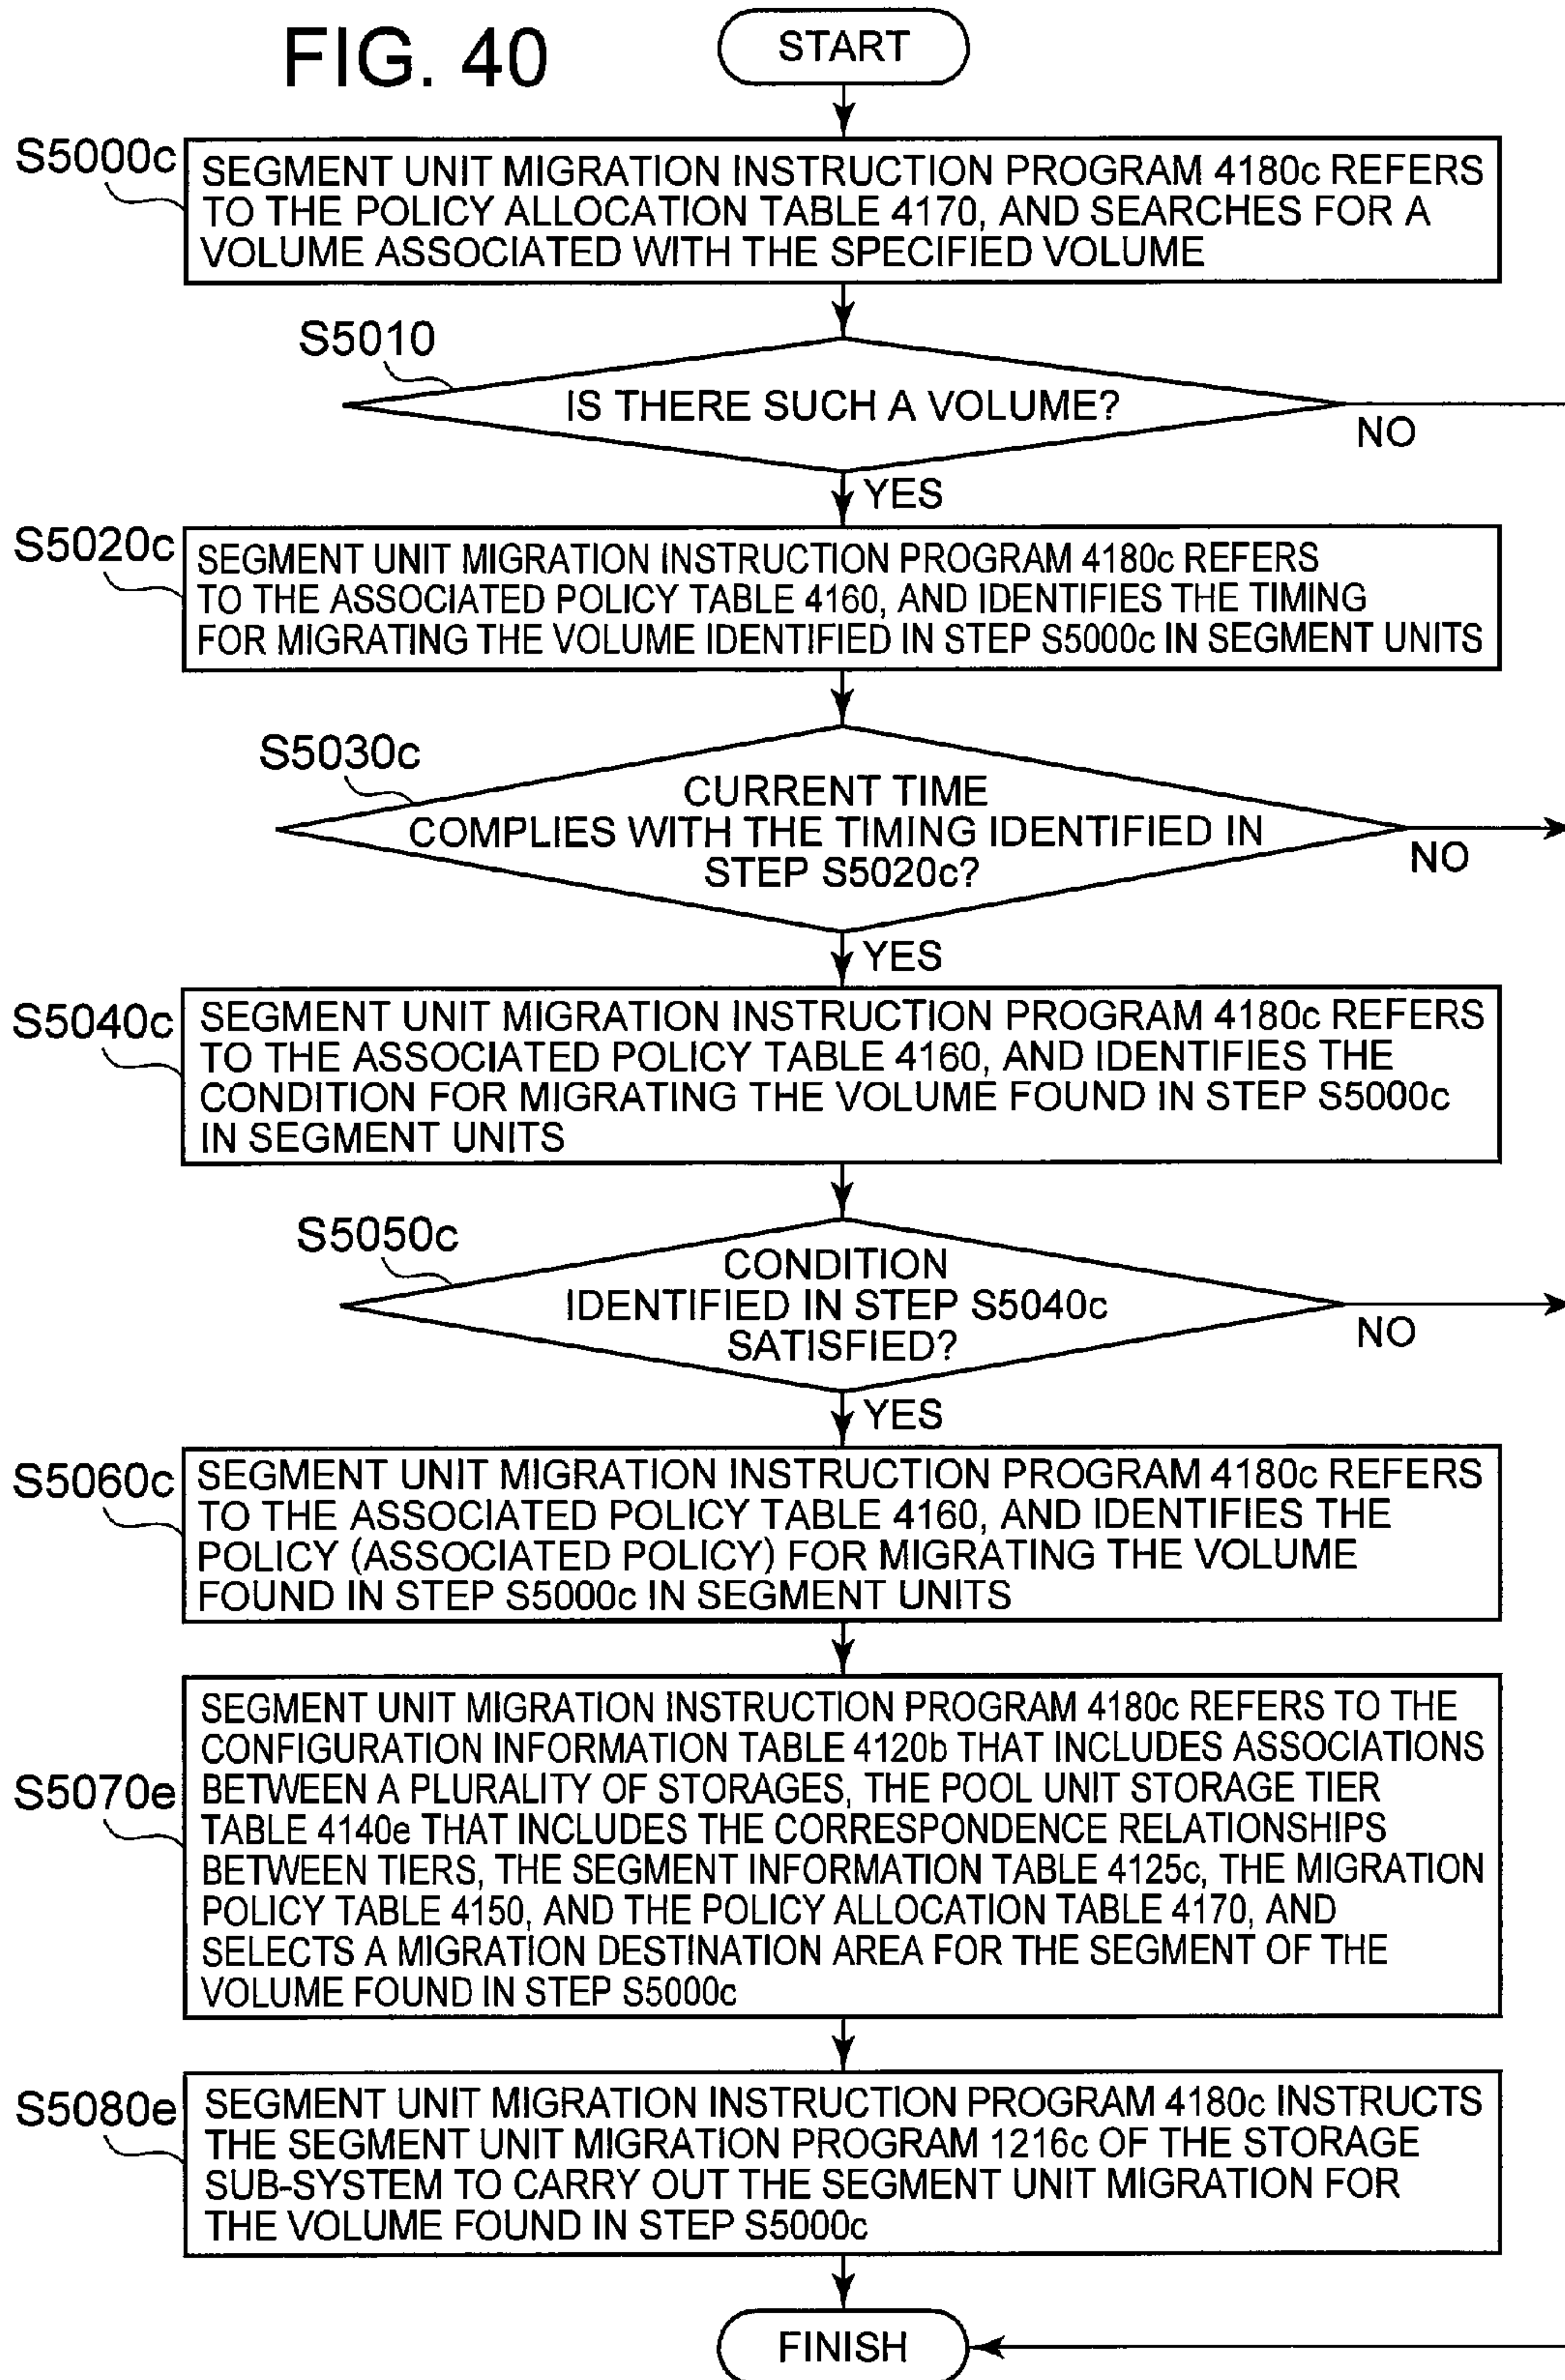 FIG. 40
START
S5000c
SEGMENT UNIT MIGRATION INSTRUCTION PROGRAM 4180c REFERS
TO THE POLICY ALLOCATION TABLE 4170, AND SEARCHES FOR A
VOLUME ASSOCIATED WITH THE SPECIFIED VOLUME
S5010
IS THERE SUCH A VOLUME?
NO
YES
S5020c
SEGMENT UNIT MIGRATION INSTRUCTION PROGRAM 4180c REFERS
TO THE ASSOCIATED POLICY TABLE 4160, AND IDENTIFIES THE TIMING
FOR MIGRATING THE VOLUME IDENTIFIED IN STEP S5000c IN SEGMENT UNITS
S5030c
CURRENT TIME
COMPLIES WITH THE TIMING IDENTIFIED IN
STEP S5020c?
NO
YES
S5040c
SEGMENT UNIT MIGRATION INSTRUCTION PROGRAM 4180c REFERS
TO THE ASSOCIATED POLICY TABLE 4160, AND IDENTIFIES THE
CONDITION FOR MIGRATING THE VOLUME FOUND IN STEP S5000c
IN SEGMENT UNITS
S5050c
CONDITION
IDENTIFIED IN STEP S5040c
SATISFIED?
NO
YES
S5060c
SEGMENT UNIT MIGRATION INSTRUCTION PROGRAM 4180c REFERS
TO THE ASSOCIATED POLICY TABLE 4160, AND IDENTIFIES THE
POLICY (ASSOCIATED POLICY) FOR MIGRATING THE VOLUME
FOUND IN STEP S5000c IN SEGMENT UNITS
S5070e
SEGMENT UNIT MIGRATION INSTRUCTION PROGRAM 4180c REFERS TO THE
CONFIGURATION INFORMATION TABLE 4120b THAT INCLUDES ASSOCIATIONS
BETWEEN A PLURALITY OF STORAGES, THE POOL UNIT STORAGE TIER
TABLE 4140e THAT INCLUDES THE CORRESPONDENCE RELATIONSHIPS
BETWEEN TIERS, THE SEGMENT INFORMATION TABLE 4125c, THE MIGRATION
POLICY TABLE 4150, AND THE POLICY ALLOCATION TABLE 4170, AND
SELECTS A MIGRATION DESTINATION AREA FOR THE SEGMENT OF THE
VOLUME FOUND IN STEP S5000c
S5080e
SEGMENT UNIT MIGRATION INSTRUCTION PROGRAM 4180c INSTRUCTS
THE SEGMENT UNIT MIGRATION PROGRAM 1216c OF THE STORAGE
SUB-SYSTEM TO CARRY OUT THE SEGMENT UNIT MIGRATION FOR
THE VOLUME FOUND IN STEP S5000c
FINISH